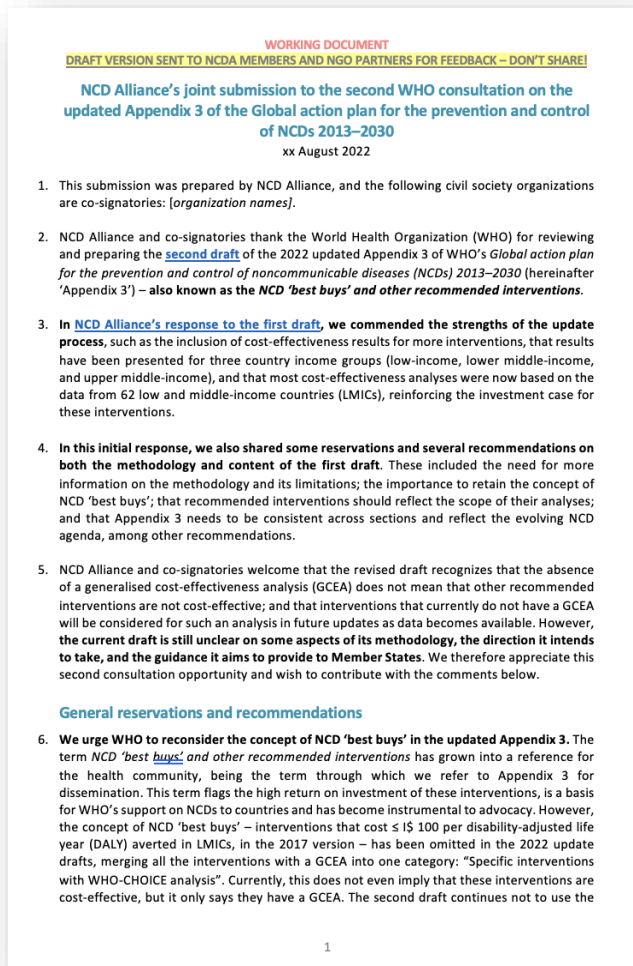 WORKING DOCUMENT
DRAFT VERSION SENT TO NCDA MEMBERS AND NGO PARTNERS FOR FEEDBACK – DON'T SHARE!
NCD Alliance's joint submission to the second WHO consultation on the
updated Appendix 3 of the Global action plan for the prevention and control
of NCDs 2013–2030
xx August 2022
1. This submission was prepared by NCD Alliance, and the following civil society organizations
are co-signatories: [organization names].
2. NCD Alliance and co-signatories thank the World Health Organization (WHO) for reviewing
and preparing the second draft of the 2022 updated Appendix 3 of WHO's Global action plan
for the prevention and control of noncommunicable diseases (NCDs) 2013–2030 (hereinafter
'Appendix 3') – also known as the NCD 'best buys' and other recommended interventions.
3. In NCD Alliance's response to the first draft, we commended the strengths of the update
process, such as the inclusion of cost-effectiveness results for more interventions, that results
have been presented for three country income groups (low-income, lower middle-income,
and upper middle-income), and that most cost-effectiveness analyses were now based on the
data from 62 low and middle-income countries (LMICs), reinforcing the investment case for
these interventions.
4. In this initial response, we also shared some reservations and several recommendations on
both the methodology and content of the first draft. These included the need for more
information on the methodology and its limitations; the importance to retain the concept of
NCD 'best buys'; that recommended interventions should reflect the scope of their analyses;
and that Appendix 3 needs to be consistent across sections and reflect the evolving NCD
agenda, among other recommendations.
5. NCD Alliance and co-signatories welcome that the revised draft recognizes that the absence
of a generalised cost-effectiveness analysis (GCEA) does not mean that other recommended
interventions are not cost-effective; and that interventions that currently do not have a GCEA
will be considered for such an analysis in future updates as data becomes available. However,
the current draft is still unclear on some aspects of its methodology, the direction it intends
to take, and the guidance it aims to provide to Member States. We therefore appreciate this
second consultation opportunity and wish to contribute with the comments below.
General reservations and recommendations
6. We urge WHO to reconsider the concept of NCD 'best buys' in the updated Appendix 3. The
term NCD 'best buys' and other recommended interventions has grown into a reference for
the health community, being the term through which we refer to Appendix 3 for
dissemination. This term flags the high return on investment of these interventions, is a basis
for WHO's support on NCDs to countries and has become instrumental to advocacy. However,
the concept of NCD 'best buys' – interventions that cost ≤ I$ 100 per disability-adjusted life
year (DALY) averted in LMICs, in the 2017 version – has been omitted in the 2022 update
drafts, merging all the interventions with a GCEA into one category: "Specific interventions
with WHO-CHOICE analysis". Currently, this does not even imply that these interventions are
cost-effective, but it only says they have a GCEA. The second draft continues not to use the
1